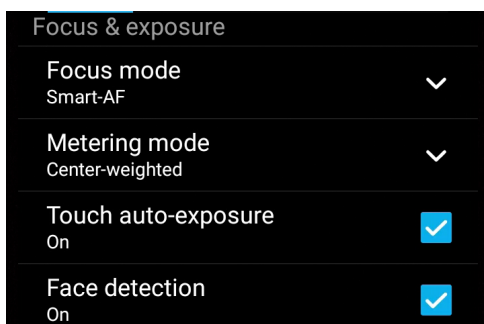 Focus & exposure
Focus mode
Smart-AF
Metering mode
Center-weighted
Touch auto-exposure
On
Face detection
On